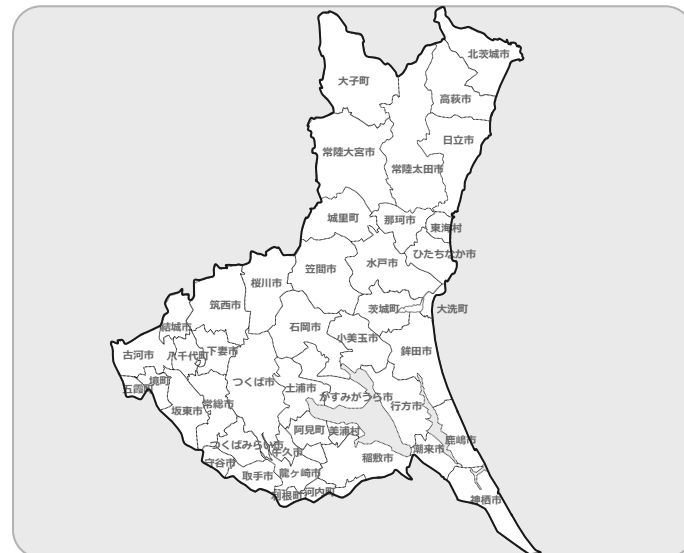 北茨城市
大子町
高萩市
日立市
常陸大宮市
常陸太田市
城里町
那珂市
東海村
ひたちなか市
水戸市
笠間市
桜川市
筑西市
茨城町
大洗町
結城市
石岡市
小美玉市
古河市
八千代町
下妻市
鉾田市
境町
五霞町
つくば市
土浦市
かすみがうら市
坂東市
常総市
行方市
阿見町
美浦村
鹿嶋市
つくばみらい市
牛久市
潮来市
稲敷市
守谷市
取手市
龍ヶ崎市
利根町
河内町
神栖市